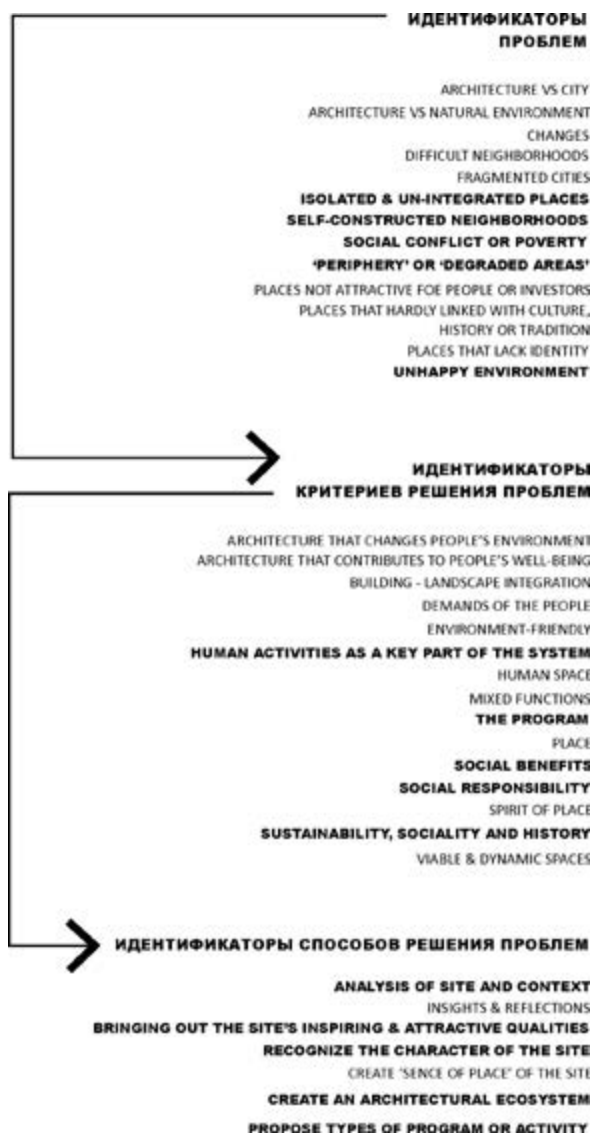 ИДЕНТИФИКАТОРЫ
ПРОБЛЕМ
ARCHITECTURE VS CITY
ARCHITECTURE VS NATURAL ENVIRONMENT
CHANGES
DIFFICULT NEIGHBORHOODS
FRAGMENTED CITIES
ISOLATED & UN-INTEGRATED PLACES
SELF-CONSTRUCTED NEIGHBORHOODS
SOCIAL CONFLICT OR POVERTY
‘PERIPHERY’ OR ‘DEGRADED AREAS’
PLACES NOT ATTRACTIVE FOE PEOPLE OR INVESTORS
PLACES THAT HARDLY LINKED WITH CULTURE,
HISTORY OR TRADITION
PLACES THAT LACK IDENTITY
UNHAPPY ENVIRONMENT
ИДЕНТИФИКАТОРЫ
КРИТЕРИЕВ РЕШЕНИЯ ПРОБЛЕМ
ARCHITECTURE THAT CHANGES PEOPLE’S ENVIRONMENT
ARCHITECTURE THAT CONTRIBUTES TO PEOPLE’S WELL-BEING
BUILDING - LANDSCAPE INTEGRATION
DEMANDS OF THE PEOPLE
ENVIRONMENT-FRIENDLY
HUMAN ACTIVITIES AS A KEY PART OF THE SYSTEM
HUMAN SPACE
MIXED FUNCTIONS
THE PROGRAM
PLACE
SOCIAL BENEFITS
SOCIAL RESPONSIBILITY
SPIRIT OF PLACE
SUSTAINABILITY, SOCIALITY AND HISTORY
VIABLE & DYNAMIC SPACES
ИДЕНТИФИКАТОРЫ СПОСОБОВ РЕШЕНИЯ ПРОБЛЕМ
ANALYSIS OF SITE AND CONTEXT
INSIGHTS & REFLECTIONS
BRINGING OUT THE SITE’S INSPIRING & ATTRACTIVE QUALITIES
RECOGNIZE THE CHARACTER OF THE SITE
CREATE ‘SENCE OF PLACE’ OF THE SITE
CREATE AN ARCHITECTURAL ECOSYSTEM
PROPOSE TYPES OF PROGRAM OR ACTIVITY